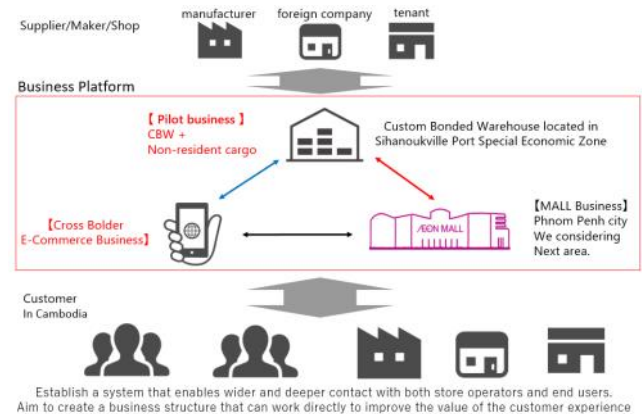 manufacturer foreign company tenant
Supplier/Maker/Shop
Business Platform
【 Pilot business 】
CBW +
Non-resident cargo
Custom Bonded Warehouse located in
Sihanoukville Port Special Economic Zone
【Cross Bolder
E-Commerce Business】
ÆON MALL
【MALL Business】
Phnom Penh city
We considering
Next area.
Customer
In Cambodia
Establish a system that enables wider and deeper contact with both store operators and end users.
Aim to create a business structure that can work directly to improve the value of the customer experience